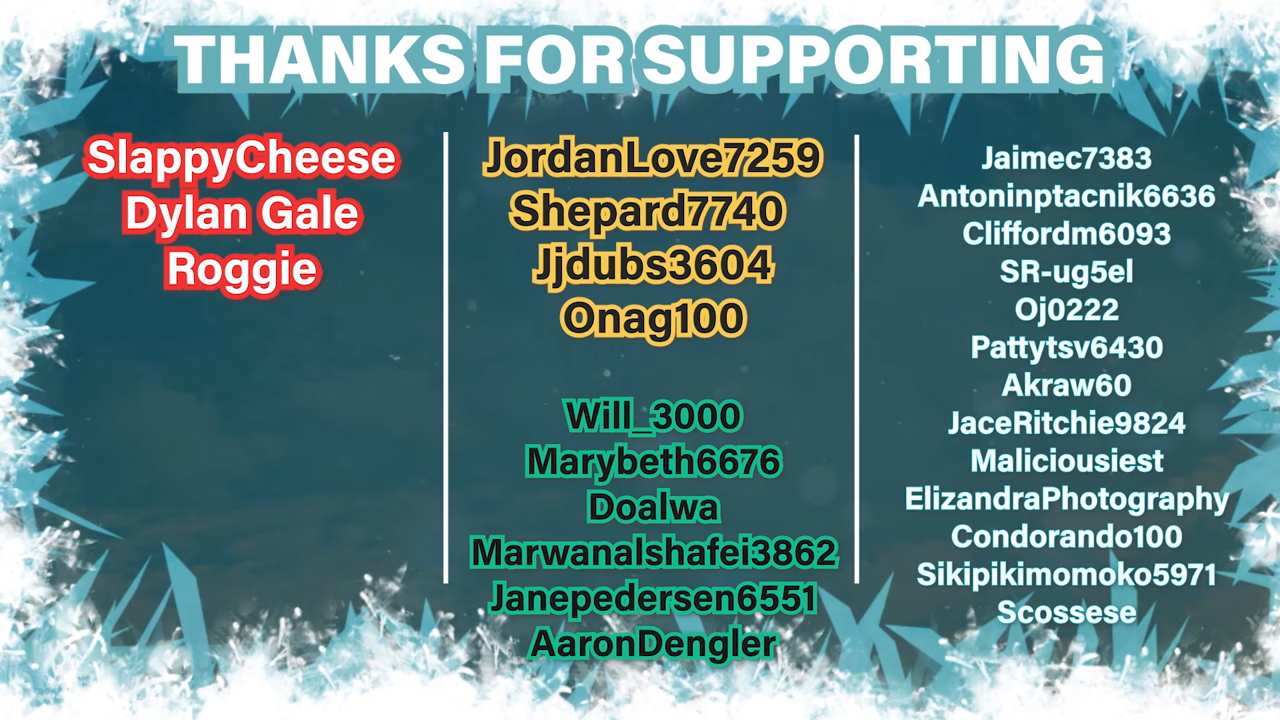 THANKS FOR SUPPORTING
SlappyCheese
Dylan Gale
Roggie
JordanLove7259
Shepard7740
Jjdubs3604
Onag100
Will_3000
Marybeth6676
Doalwa
Marwanalshafei3862
Janepedersen6551
AaronDengler
Jaimec7383
Antoninptacnik6636
Cliffordm6093
SR-ug5el
Oj0222
Pattytsv6430
Akraw60
JaceRitchie9824
Maliciousiest
ElizandraPhotography
Condorando100
Sikipikimomoko5971
Scossese